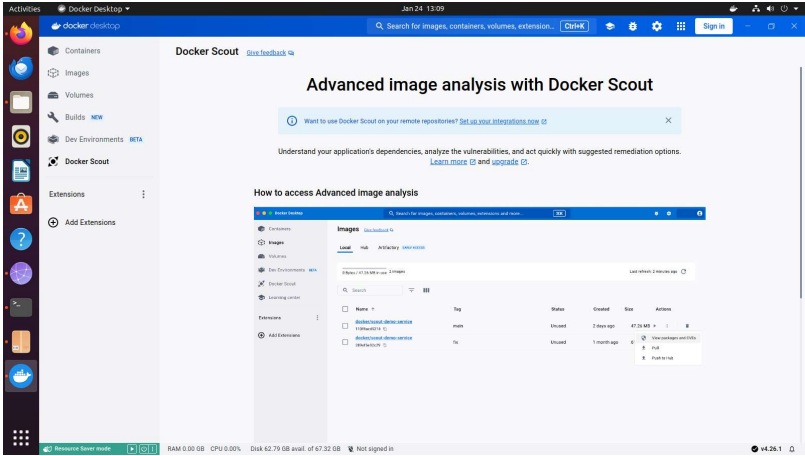 Activities
Docker Desktop
Jan 24 13:09
docker desktop
Search for images, containers, volumes, extension... Ctrl+K
Sign in
Containers
Images
Volumes
Builds NEW
Dev Environments BETA
Docker Scout
Extensions
Add Extensions
Docker Scout Give feedback
Advanced image analysis with Docker Scout
Want to use Docker Scout on your remote repositories? Set up your integrations now
Understand your application's dependencies, analyze the vulnerabilities, and act quickly with suggested remediation options.
Learn more and upgrade.
How to access Advanced image analysis
Docker Desktop
Search for images, containers, volumes, extensions and more...
Containers
Images
Volumes
Dev Environments BETA
Docker Scout
Learning center
Extensions
Add Extensions
Images Give feedback
Local Hub Artifactory
2 images
Last refresh: 2 minutes ago
Search
Name Tag Status Created Size Actions
docker/scout-demo-service main Unused 2 days ago 47.26 MB
docker/scout-demo-service fix Unused 1 month ago
View packages and CVEs
Pull
Push to Hub
Resource Saver mode
RAM 0.00 GB CPU 0.00% Disk 62.79 GB avail. of 67.32 GB Not signed in
v4.26.1